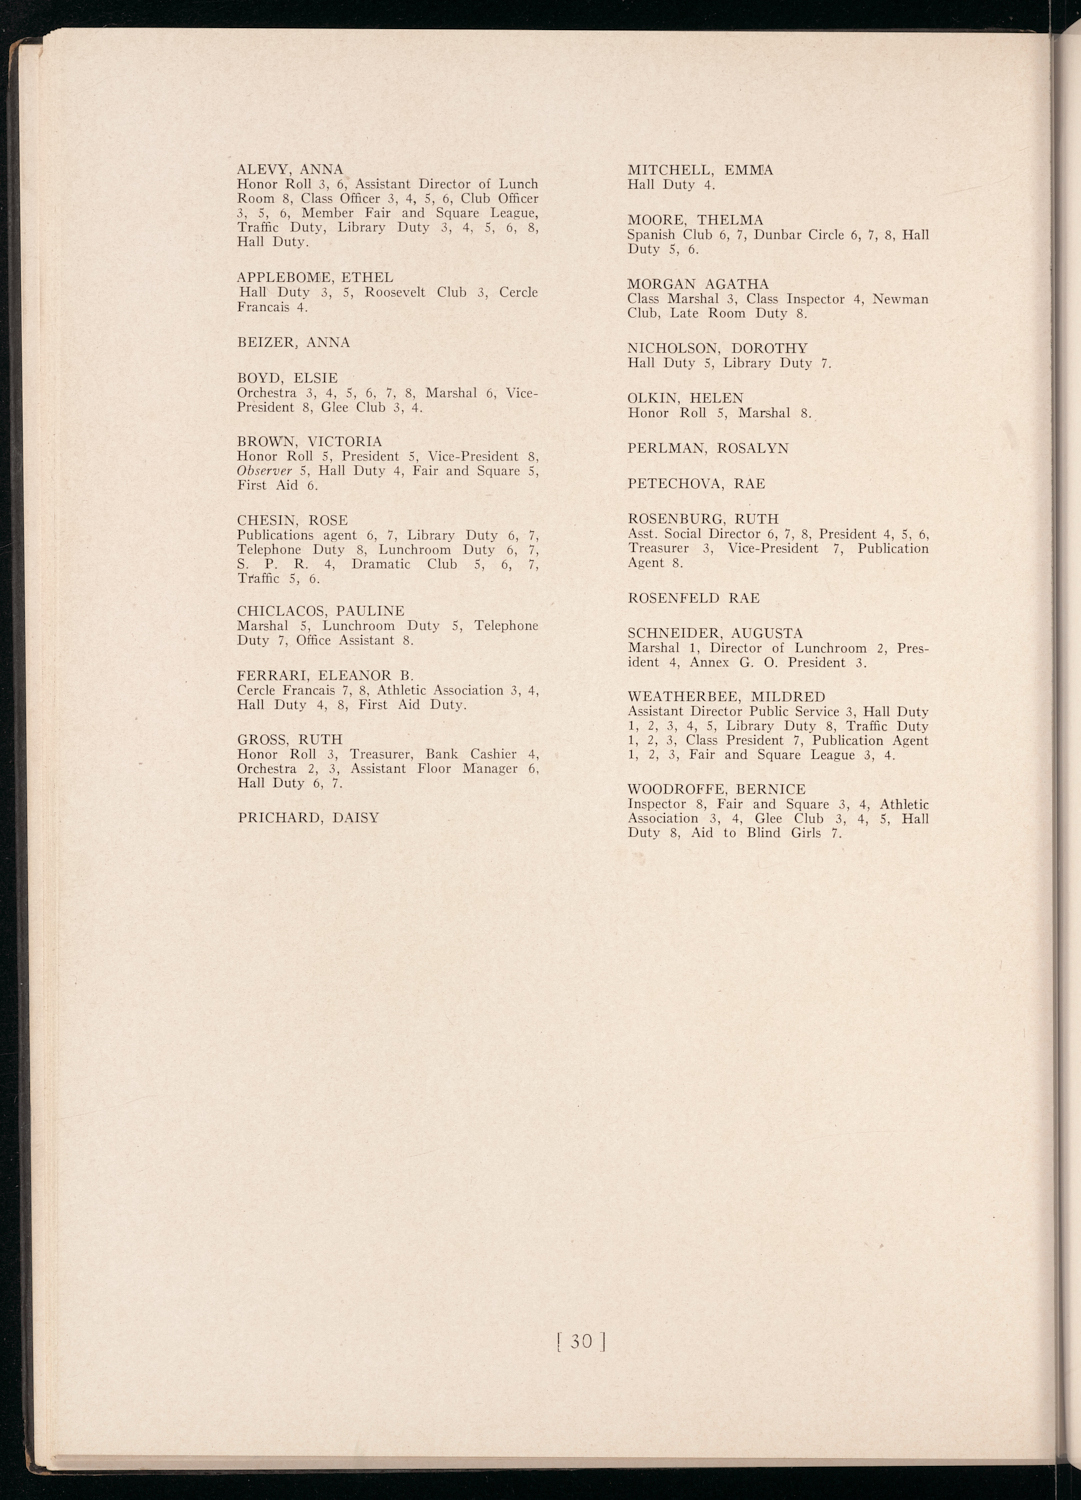 ALEVY, ANNA
Honor Roll 3, 6, Assistant Director of Lunch
Room 8, Class Officer 3, 4, 5, 6, Club Officer
3, 5, 6, Member Fair and Square League,
Traffic Duty, Library Duty 3, 4, 5, 6, 8,
Hall Duty.
APPLEBOME, ETHEL
Hall Duty 3, 5, Roosevelt Club 3, Cercle
Francais 4.
BEIZER, ANNA
BOYD, ELSIE
Orchestra 3, 4, 5, 6, 7, 8, Marshal 6, Vice-
President 8, Glee Club 3, 4.
BROWN, VICTORIA
Honor Roll 5, President 5, Vice-President 8,
Observer 5, Hall Duty 4, Fair and Square 5,
First Aid 6.
CHESIN, ROSE
Publications agent 6, 7, Library Duty 6, 7,
Telephone Duty 8, Lunchroom Duty 6, 7,
S. P. R. 4, Dramatic Club 5, 6, 7,
Traffic 5, 6.
CHICLACOS, PAULINE
Marshal 5, Lunchroom Duty 5, Telephone
Duty 7, Office Assistant 8.
FERRARI, ELEANOR B.
Cercle Francais 7, 8, Athletic Association 3, 4,
Hall Duty 4, 8, First Aid Duty.
GROSS, RUTH
Honor Roll 3, Treasurer, Bank Cashier 4,
Orchestra 2, 3, Assistant Floor Manager 6,
Hall Duty 6, 7.
PRICHARD, DAISY
MITCHELL, EMMA
Hall Duty 4.
MOORE, THELMA
Spanish Club 6, 7, Dunbar Circle 6, 7, 8, Hall
Duty 5, 6.
MORGAN AGATHA
Class Marshal 3, Class Inspector 4, Newman
Club, Late Room Duty 8.
NICHOLSON, DOROTHY
Hall Duty 5, Library Duty 7.
OLKIN, HELEN
Honor Roll 5, Marshal 8.
PERLMAN, ROSALYN
PETECHOVA, RAE
ROSENBURG, RUTH
Asst. Social Director 6, 7, 8, President 4, 5, 6,
Treasurer 3, Vice-President 7, Publication
Agent 8.
ROSENFELD RAE
SCHNEIDER, AUGUSTA
Marshal 1, Director of Lunchroom 2, Pres-
ident 4, Annex G. O. President 3.
WEATHERBEE, MILDRED
Assistant Director Public Service 3, Hall Duty
1, 2, 3, 4, 5, Library Duty 8, Traffic Duty
1, 2, 3, Class President 7, Publication Agent
1, 2, 3, Fair and Square League 3, 4.
WOODROFFE, BERNICE
Inspector 8, Fair and Square 3, 4, Athletic
Association 3, 4, Glee Club 3, 4, 5, Hall
Duty 8, Aid to Blind Girls 7.
[ 30 ]